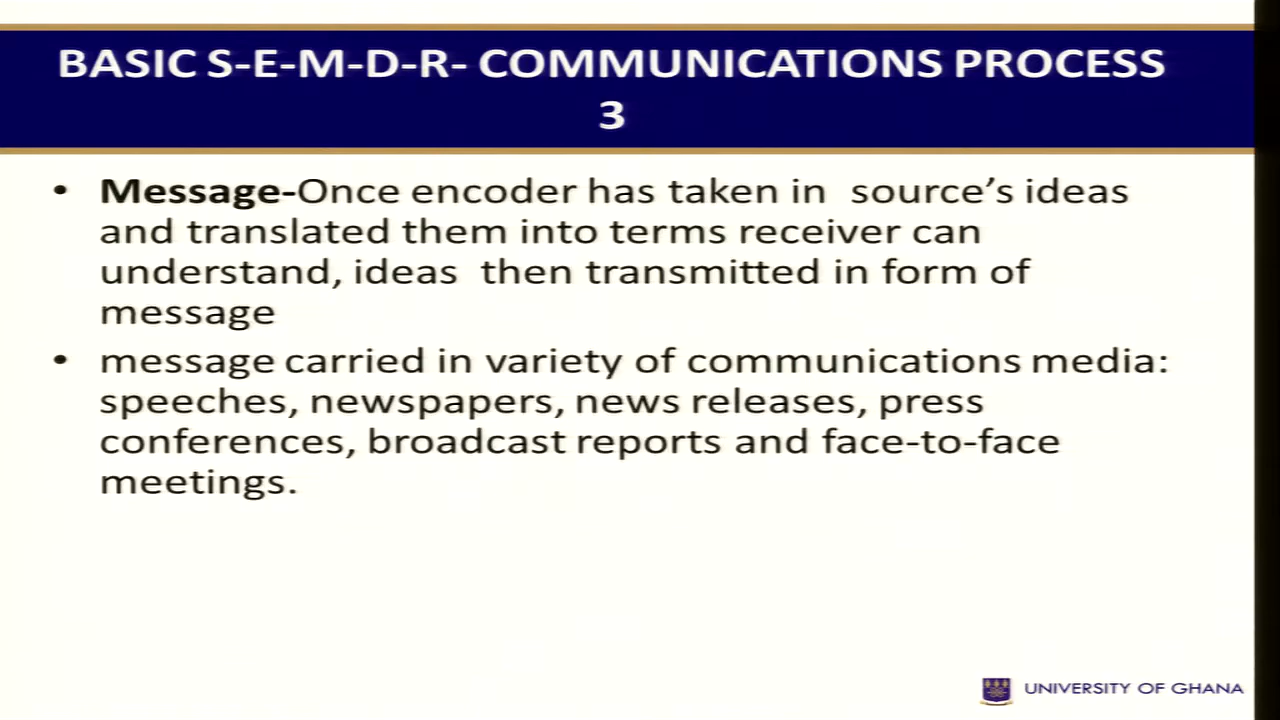 BASIC S-E-M-D-R- COMMUNICATIONS PROCESS
3
• Message-Once encoder has taken in  source’s ideas
and translated them into terms receiver can
understand, ideas  then transmitted in form of
message
• message carried in variety of communications media:
speeches, newspapers, news releases, press
conferences, broadcast reports and face-to-face
meetings.
UNIVERSITY OF GHANA